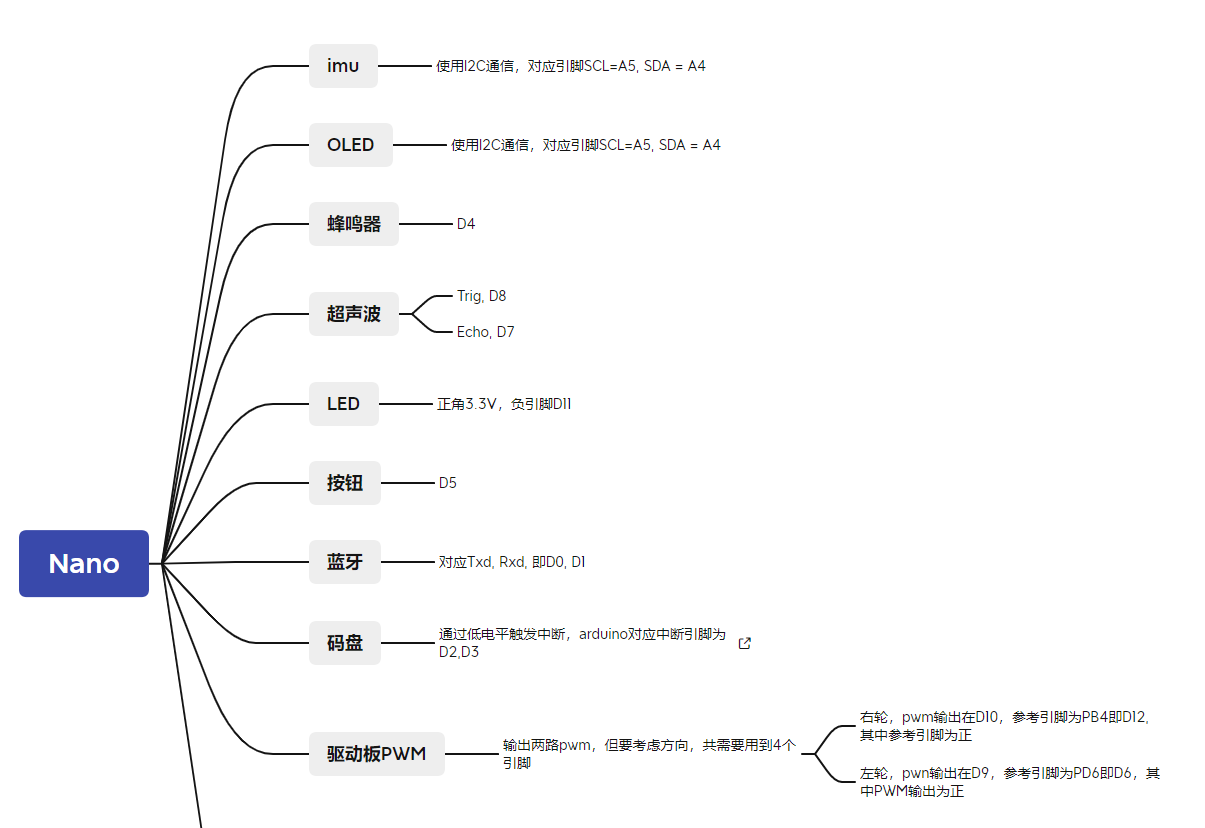 imu
使用I2C通信，对应引脚SCL=A5, SDA = A4
OLED
使用I2C通信，对应引脚SCL=A5, SDA = A4
蜂鸣器
D4
超声波
Trig, D8
Echo, D7
LED
正角3.3V，负引脚D11
按钮
D5
Nano
蓝牙
对应Txd, Rxd, 即D0, D1
码盘
通过低电平触发中断，arduino对应中断引脚为
D2,D3
驱动板PWM
输出两路pwm，但要考虑方向，共需要用到4个
引脚
右轮，pwm输出在D10，参考引脚为PB4即D12,
其中参考引脚为正
左轮，pwn输出在D9，参考引脚为PD6即D6，其
中PWM输出为正